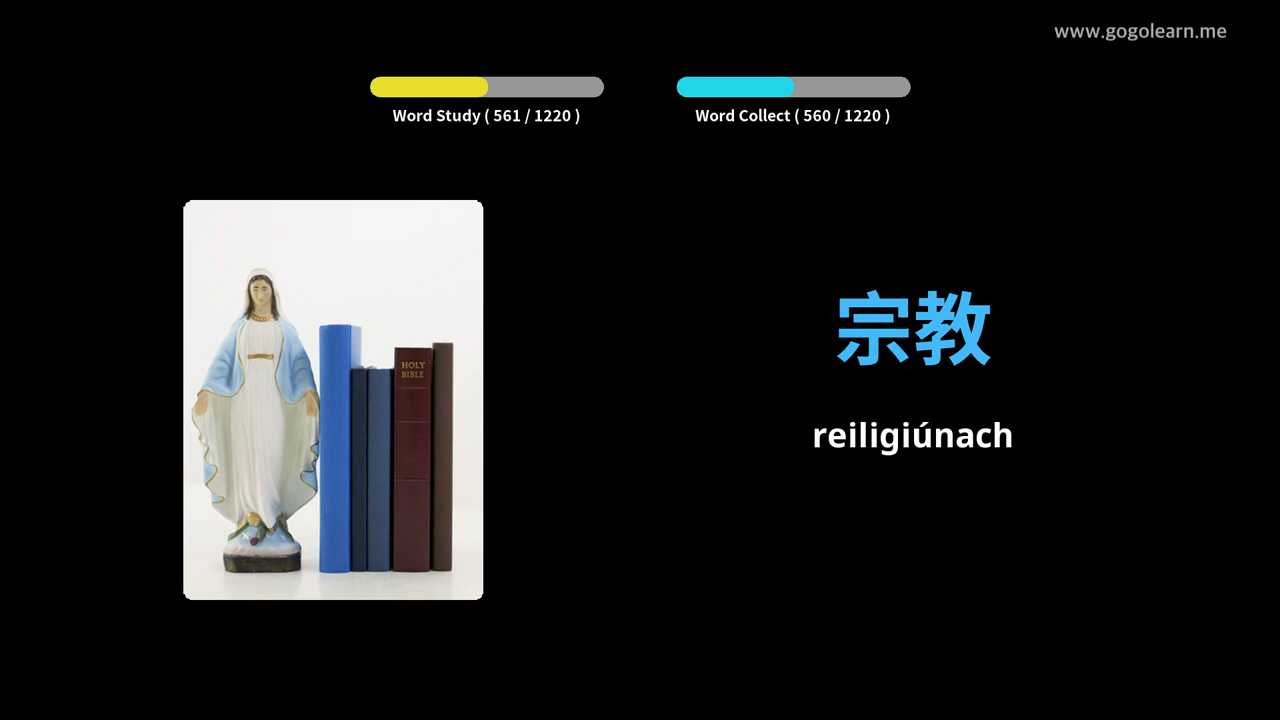 www.gogolearn.me
Word Study ( 561 / 1220 )
Word Collect ( 560 / 1220 )
HOLY
BIBLE
宗教
reiligiúnach